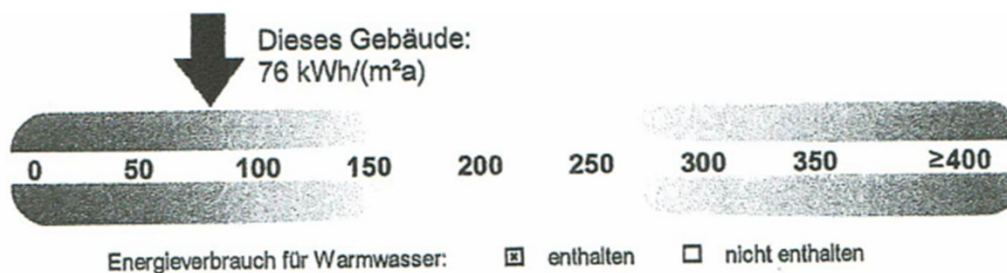 Dieses Gebäude:
76 kWh/(m²a)
0 50 100 150 200 250 300 350 ≥400
Energieverbrauch für Warmwasser: ☒ enthalten ☐ nicht enthalten